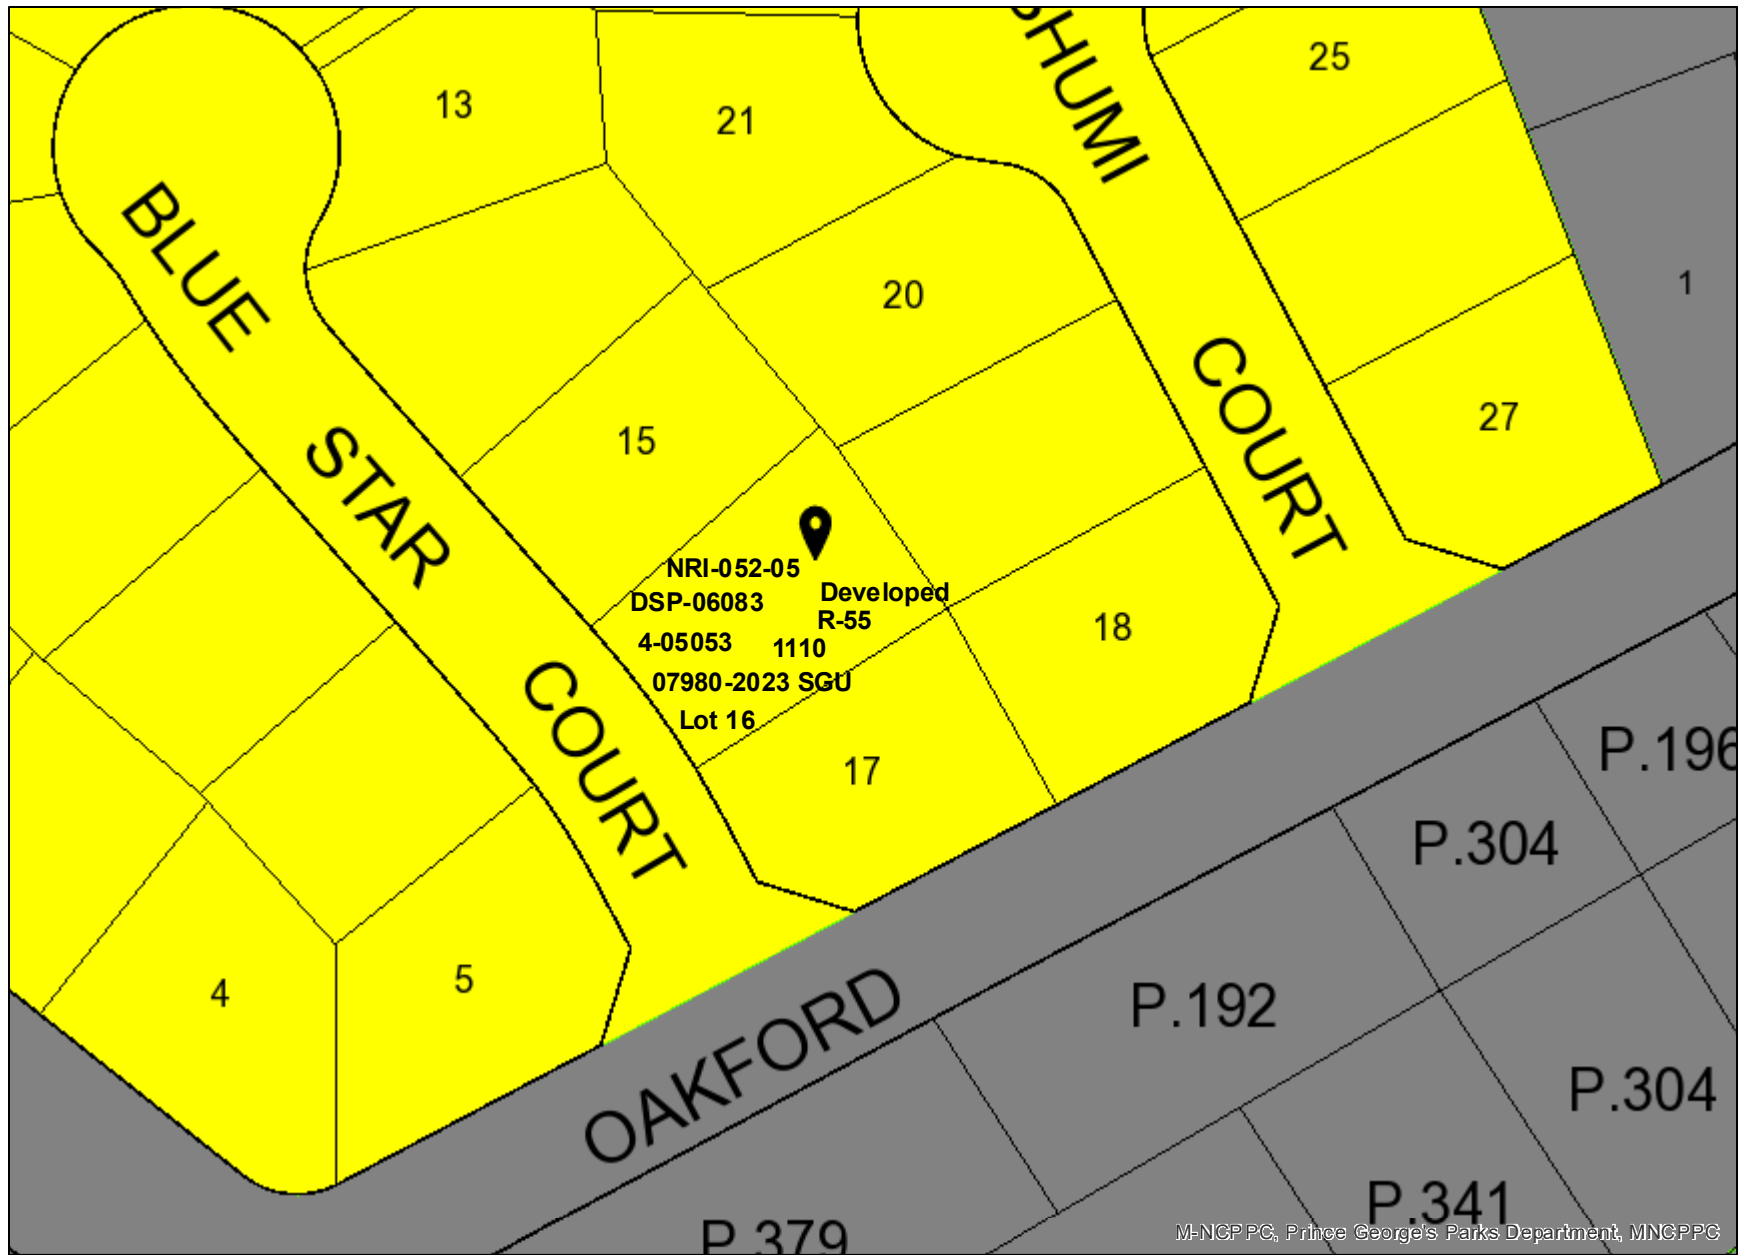 SHUMI
COURT
25
13
21
BLUE
STAR
COURT
20
1
15
27
NRI-052-05
Developed
DSP-06083
R-55
4-05053
1110
07980-2023 SGU
Lot 16
18
17
P.196
P.304
4
5
OAKFORD
P.192
P.304
P.341
P.379
M-NCPPC, Prince George's Parks Department, MNCPPC